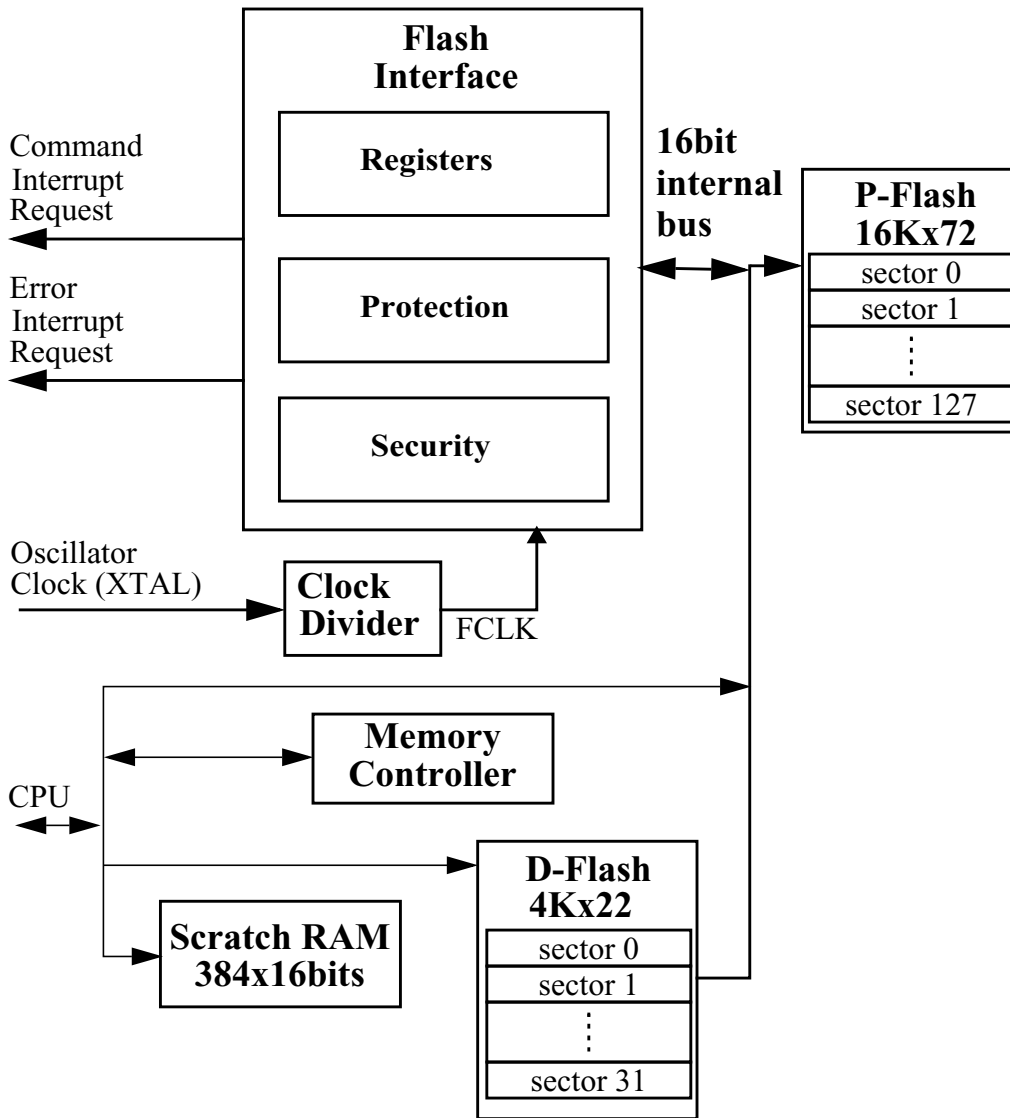 Flash
Interface
Registers
Protection
Security
Command
Interrupt
Request
Error
Interrupt
Request
16bit
internal
bus
P-Flash
16Kx72
sector 0
sector 1
sector 127
Oscillator
Clock (XTAL)
Clock
Divider
FCLK
Memory
Controller
CPU
Scratch RAM
384x16bits
D-Flash
4Kx22
sector 0
sector 1
sector 31